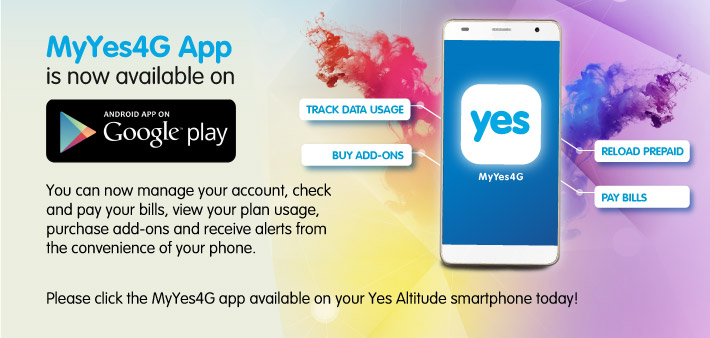 MyYes4G App
is now available on
ANDROID APP ON
Google play
You can now manage your account, check
and pay your bills, view your plan usage,
purchase add-ons and receive alerts from
the convenience of your phone.
TRACK DATA USAGE
BUY ADD-ONS
yes
MyYes4G
RELOAD PREPAID
PAY BILLS
Please click the MyYes4G app available on your Yes Altitude smartphone today!